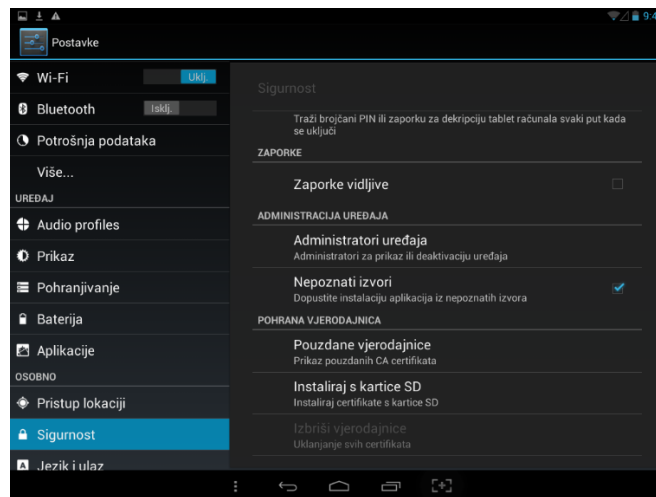 9:4
Postavke
Wi-Fi
Uklj.
Bluetooth
Isklj.
Potrošnja podataka
Više...
UREĐAJ
Audio profiles
Prikaz
Pohranjivanje
Baterija
Aplikacije
OSOBNO
Pristup lokaciji
Sigurnost
A Jezik i ulaz
Sigurnost
Traži brojčani PIN ili zaporku za dekripciju tablet računala svaki put kada
se uključi
ZAPORKE
Zaporke vidljive
ADMINISTRACIJA UREĐAJA
Administratori uređaja
Administratori za prikaz ili deaktivaciju uređaja
Nepoznati izvori
Dopustite instalaciju aplikacija iz nepoznatih izvora
POHRANA VJERODAJNICA
Pouzdane vjerodajnice
Prikaz pouzdanih CA certifikata
Instaliraj s kartice SD
Instaliraj certifikate s kartice SD
Izbriši vjerodajnice
Uklanjanje svih certifikata